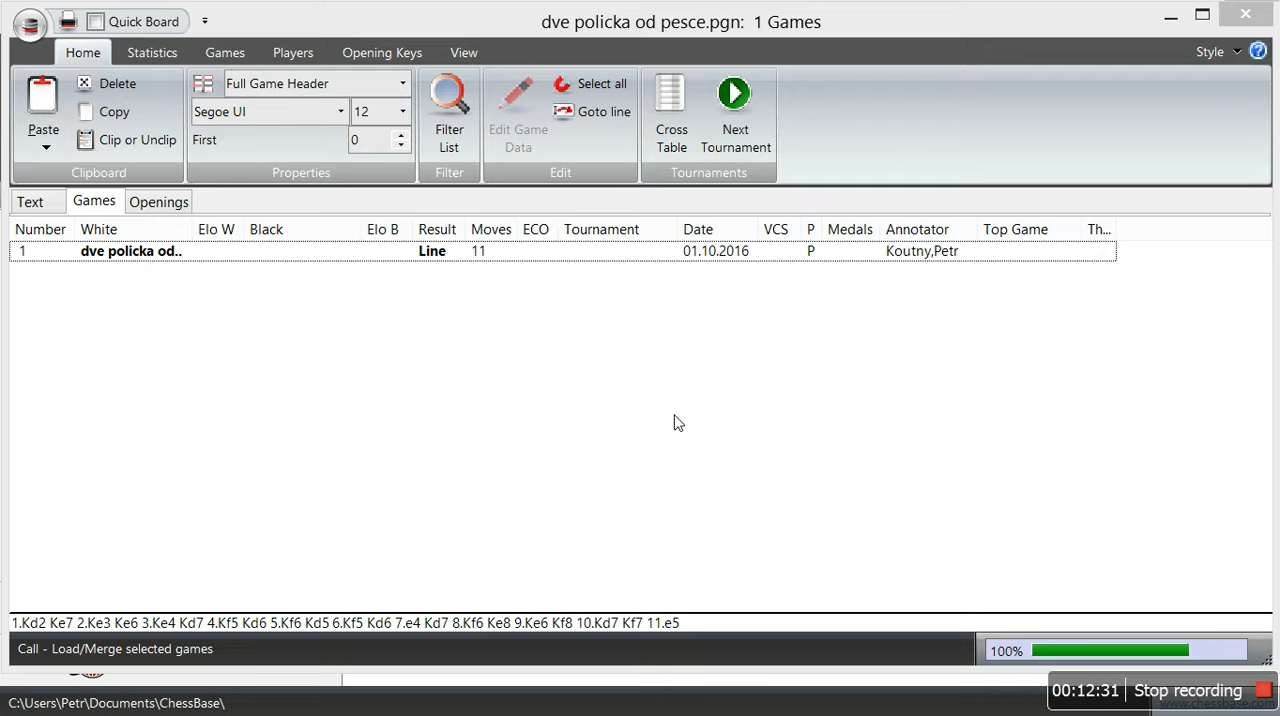 Quick Board
dve policka od pesce.pgn: 1 Games
Home Statistics Games Players Opening Keys View Style
Paste
Delete
Copy
Clip or Unclip
Clipboard
Full Game Header
Segoe UI 12
First 0
Properties
Filter
List
Filter
Edit Game
Data
Select all
Goto line
Edit
Cross
Table
Next
Tournament
Tournaments
Text Games Openings
Number White Elo W Black Elo B Result Moves ECO Tournament Date VCS P Medals Annotator Top Game Th...
1 dve policka od.. Line 11 01.10.2016 P Koutny,Petr
1.Kd2 Ke7 2.Ke3 Ke6 3.Ke4 Kd7 4.Kf5 Kd6 5.Kf6 Kd5 6.Kf5 Kd6 7.e4 Kd7 8.Kf6 Ke8 9.Ke6 Kf8 10.Kd7 Kf7 11.e5
Call - Load/Merge selected games
100%
00:12:31 Stop recording
C:\Users\Petr\Documents\ChessBase\
www.chessbase.com